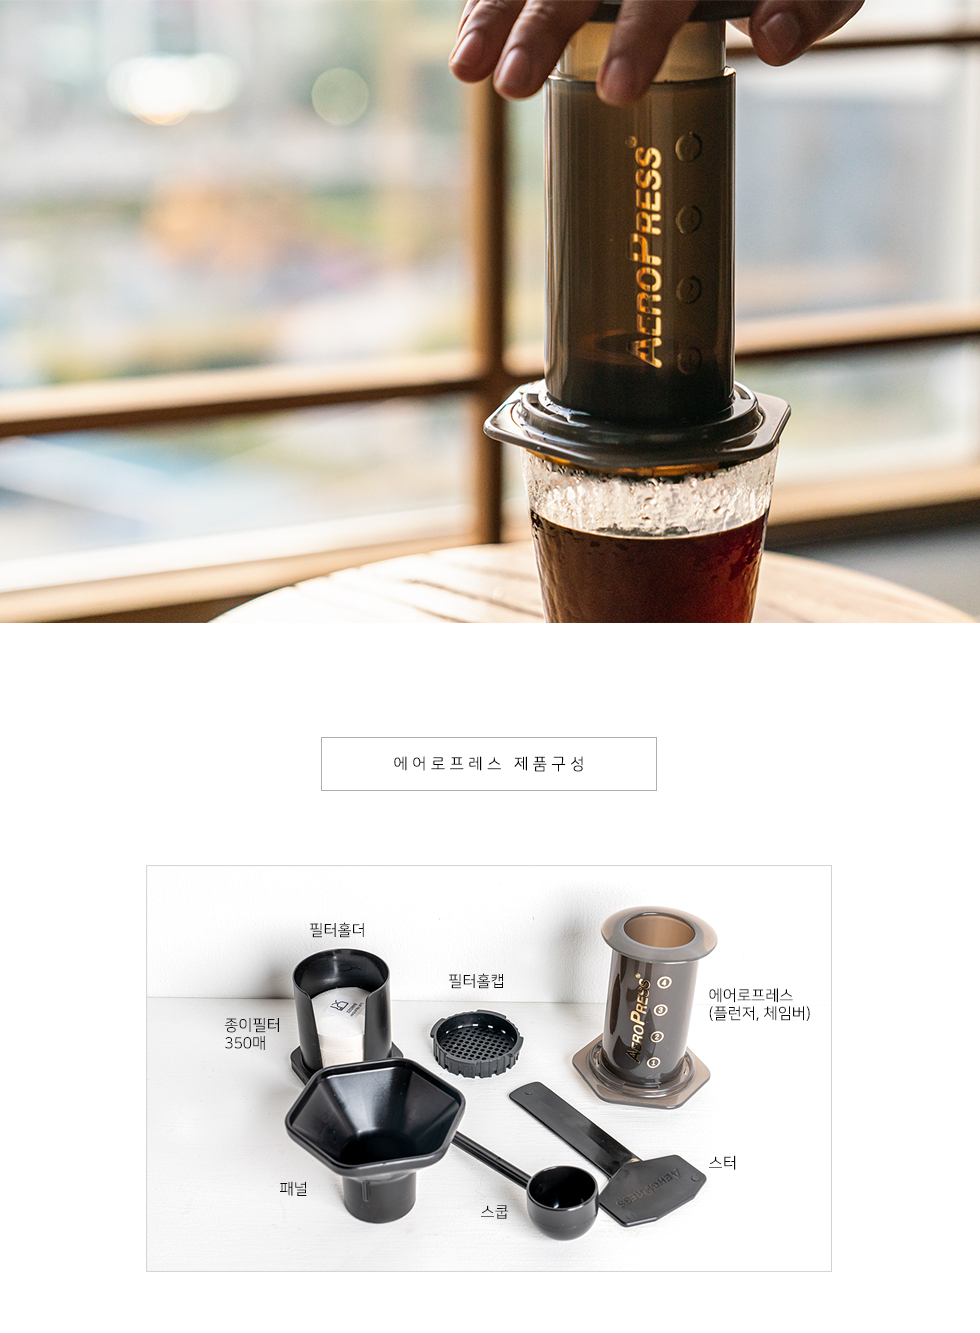 AEROPRESS
에어로프레스 제품구성
필터홀더
필터홀캡
종이필터
350매
에어로프레스
(플런저, 체임버)
AEROPRESS
4
3
2
1
스터
AEROPRESS
패널
스쿱